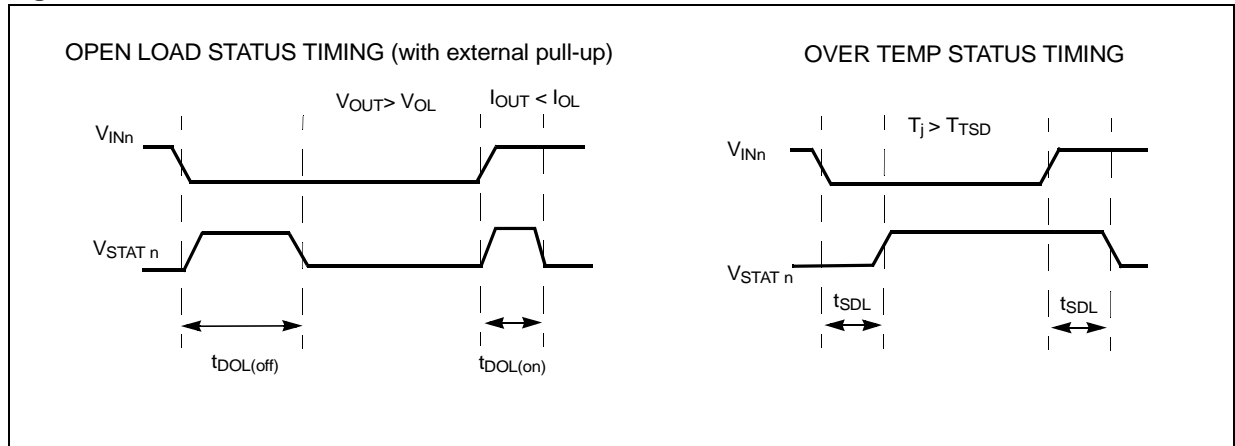 OPEN LOAD STATUS TIMING (with external pull-up)
VOUT> VOL
IOUT < IOL
VINn
VSTAT n
tDOL(off)
tDOL(on)
OVER TEMP STATUS TIMING
Tj > TTSD
VINn
VSTAT n
tSDL
tSDL